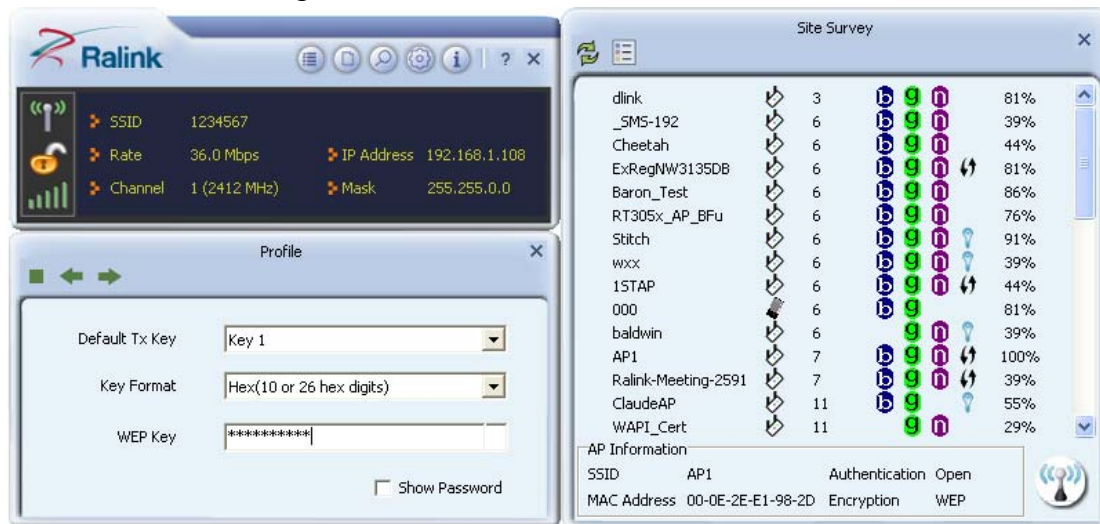 Ralink
? ×
SSID 1234567
Rate 36.0 Mbps IP Address 192.168.1.108
Channel 1 (2412 MHz) Mask 255.255.0.0
Profile
Default Tx Key Key 1
Key Format Hex(10 or 26 hex digits)
WEP Key **********
Show Password
Site Survey
dlink 3 b g n 81%
_SMS-192 6 b g n 39%
Cheetah 6 b g n 44%
ExRegNW3135DB 6 b g n 81%
Baron_Test 6 b g n 86%
RT305x_AP_BFu 6 b g n 76%
Stitch 6 b g n 91%
wxx 6 b g n 39%
1STAP 6 b g n 44%
000 6 b g 81%
baldwin 6 g n 39%
AP1 7 b g n 100%
Ralink-Meeting-2591 7 b g n 39%
ClaudeAP 11 b g 55%
WAPI_Cert 11 g n 29%
AP Information
SSID AP1 Authentication Open
MAC Address 00-0E-2E-E1-98-2D Encryption WEP